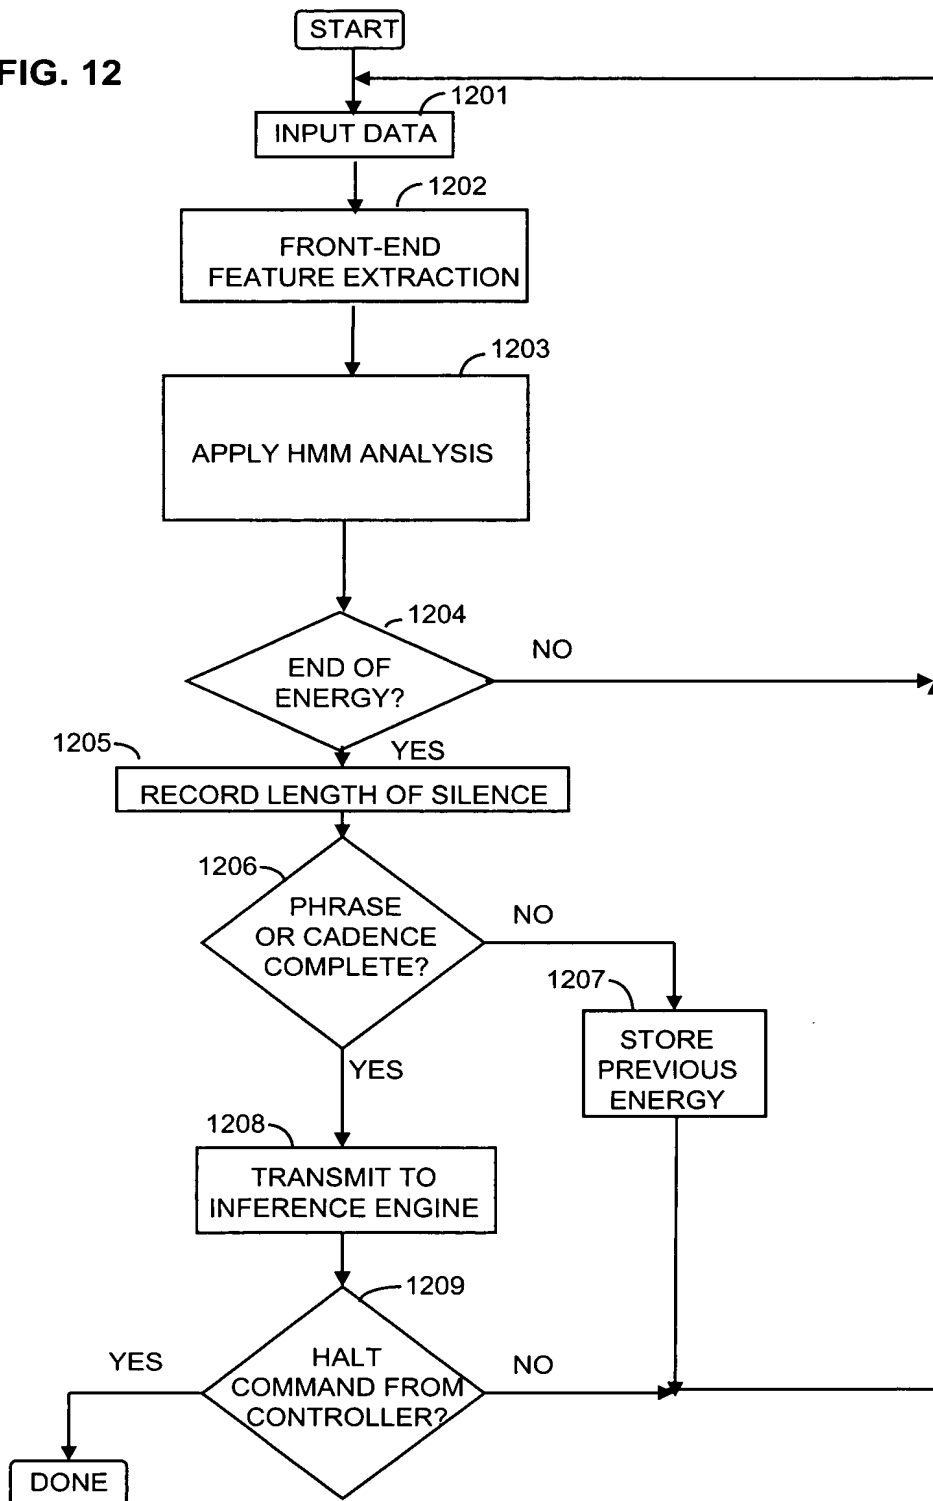 START
FIG. 12
1201
INPUT DATA
1202
FRONT-END
FEATURE EXTRACTION
1203
APPLY HMM ANALYSIS
1204
END OF
ENERGY?
NO
YES
1205
RECORD LENGTH OF SILENCE
1206
PHRASE
OR CADENCE
COMPLETE?
NO
1207
STORE
PREVIOUS
ENERGY
YES
1208
TRANSMIT TO
INFERENCE ENGINE
1209
HALT
COMMAND FROM
CONTROLLER?
YES
NO
DONE